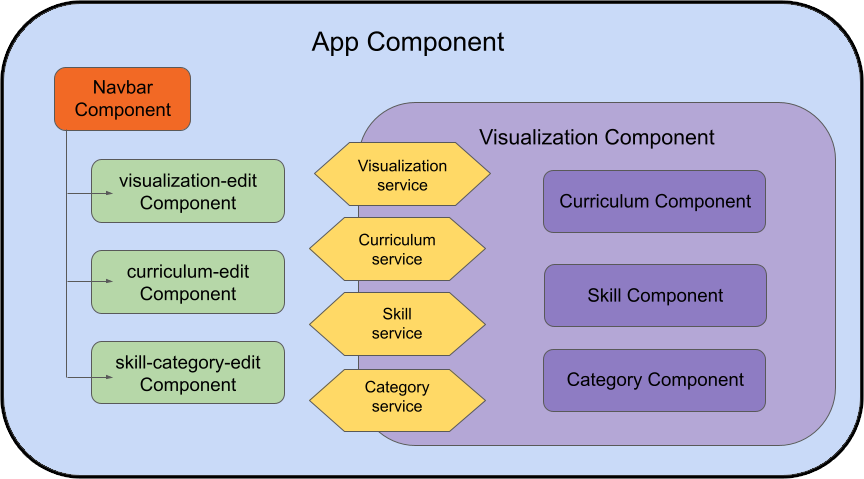 App Component
Navbar
Component
visualization-edit
Component
curriculum-edit
Component
skill-category-edit
Component
Visualization Component
Visualization
service
Curriculum
service
Skill
service
Category
service
Curriculum Component
Skill Component
Category Component